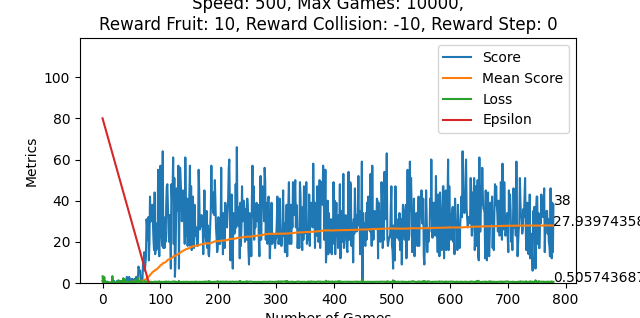 Speed: 500, Max Games: 10000,
Reward Fruit: 10, Reward Collision: -10, Reward Step: 0
Score
Mean Score
Loss
Epsilon
Metrics
100
80
60
40
20
0
38
27.93974358
0.505743687
0 100 200 300 400 500 600 700 800
Number of Games